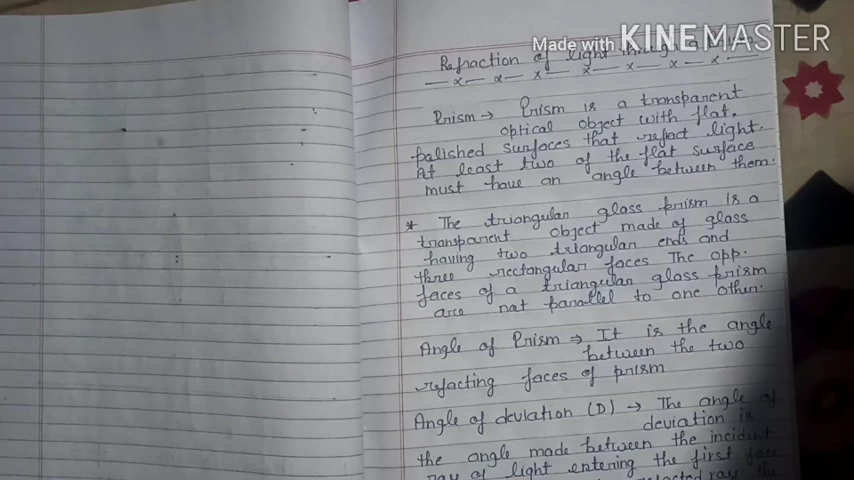 Made with KINEMASTER
Refraction of light through
— x — x — x — x — x — x — x —
Prism → Prism is a transparent
optical object with flat.
polished surfaces that refract light.
At least two of the flat surface
must have an angle between them.
* The triangular glass prism is a
transparent object made of glass
having two triangular ends and
three rectangular faces The opp.
faces of a triangular glass prism
are not parallel to one other.
Angle of Prism → It is the angle
between the two
refacting faces of prism
Angle of deviation (D) → The angle of
deviation is
the angle made between the incident
ray of light entering the first face
ray the